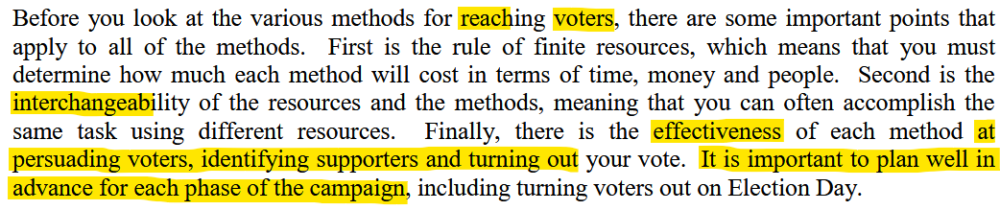 Before you look at the various methods for reaching voters, there are some important points that
apply to all of the methods. First is the rule of finite resources, which means that you must
determine how much each method will cost in terms of time, money and people. Second is the
interchangeability of the resources and the methods, meaning that you can often accomplish the
same task using different resources. Finally, there is the effectiveness of each method at
persuading voters, identifying supporters and turning out your vote. It is important to plan well in
advance for each phase of the campaign, including turning voters out on Election Day.